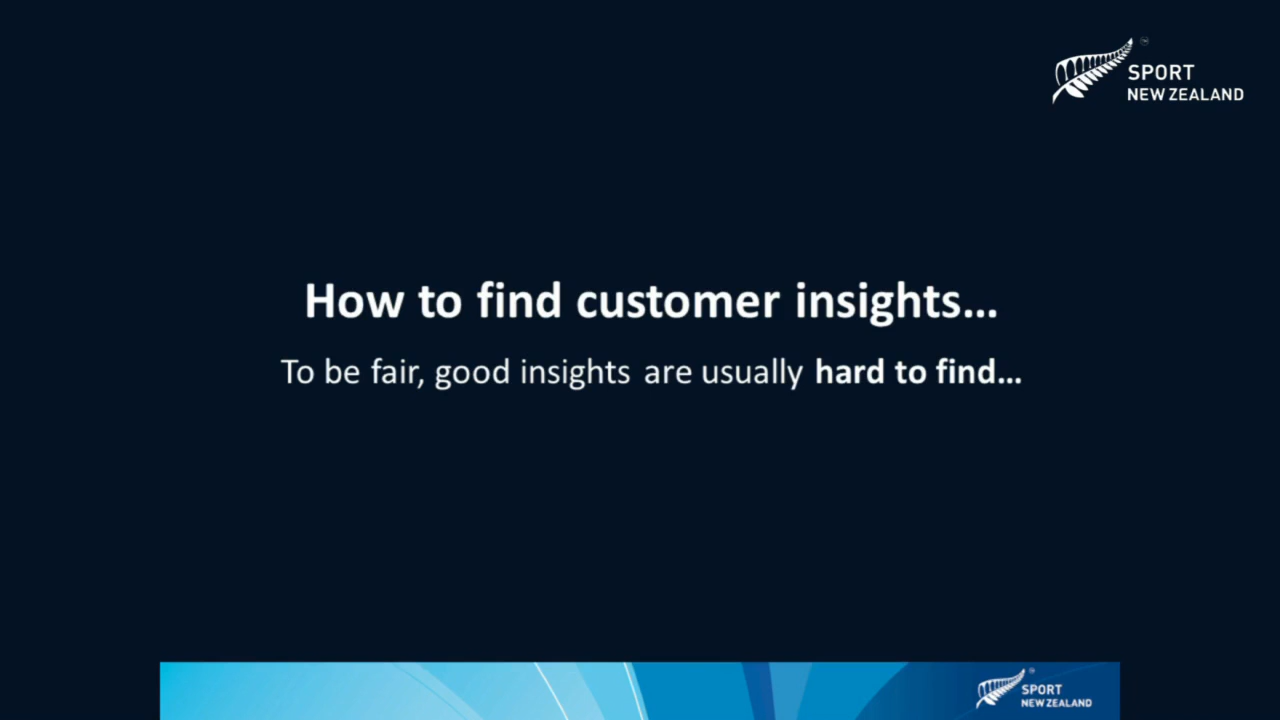 SPORT
NEW ZEALAND
How to find customer insights...
To be fair, good insights are usually hard to find...
SPORT
NEW ZEALAND